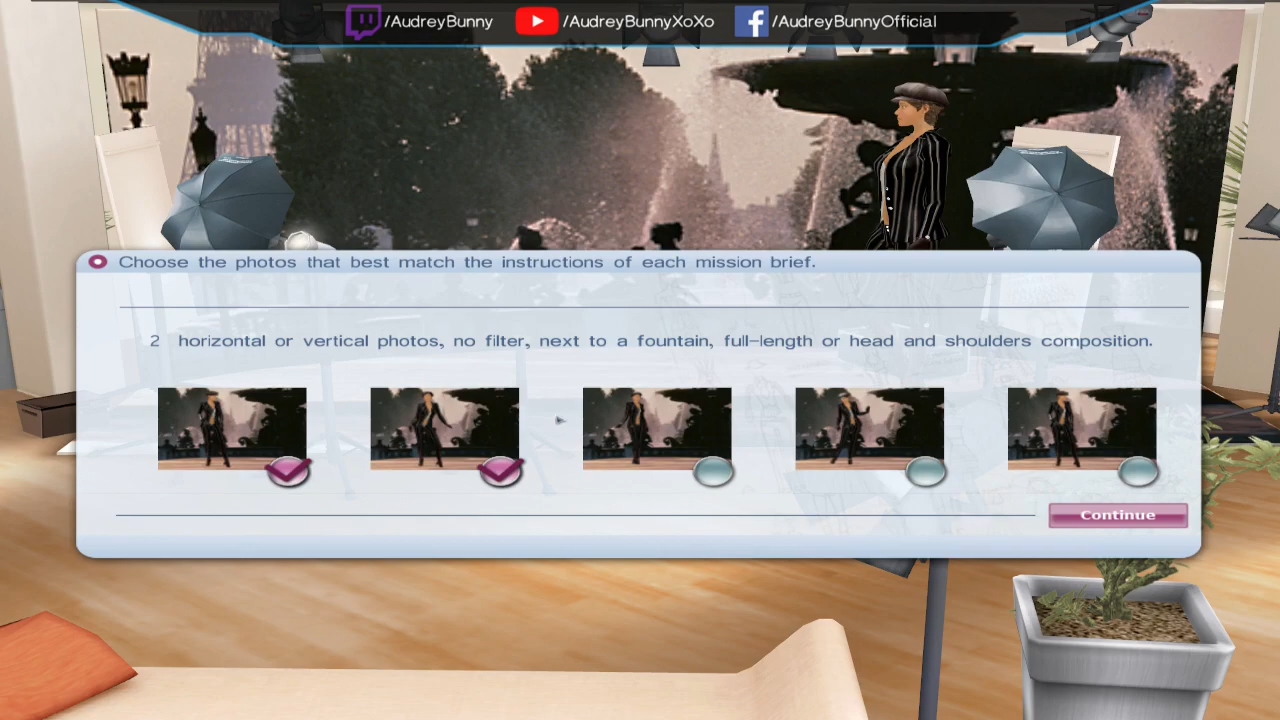 /AudreyBunny /AudreyBunnyXoXo /AudreyBunnyOfficial
Choose the photos that best match the instructions of each mission brief.
2 horizontal or vertical photos, no filter, next to a fountain, full-length or head and shoulders composition.
Continue